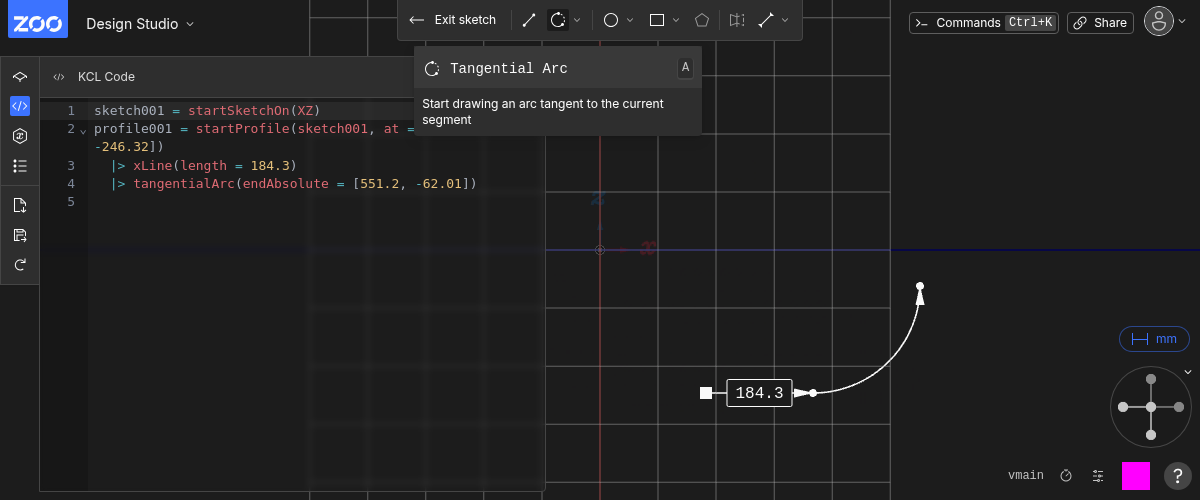 ZOO
Design Studio
Exit sketch
Commands Ctrl+K
Share
Tangential Arc
A
Start drawing an arc tangent to the current
segment
KCL Code
1 sketch001 = startSketchOn(XZ)
2 profile001 = startProfile(sketch001, at =
-246.32])
3 |> xLine(length = 184.3)
4 |> tangentialArc(endAbsolute = [551.2, -62.01])
5
z
x
184.3
mm
vmain
?